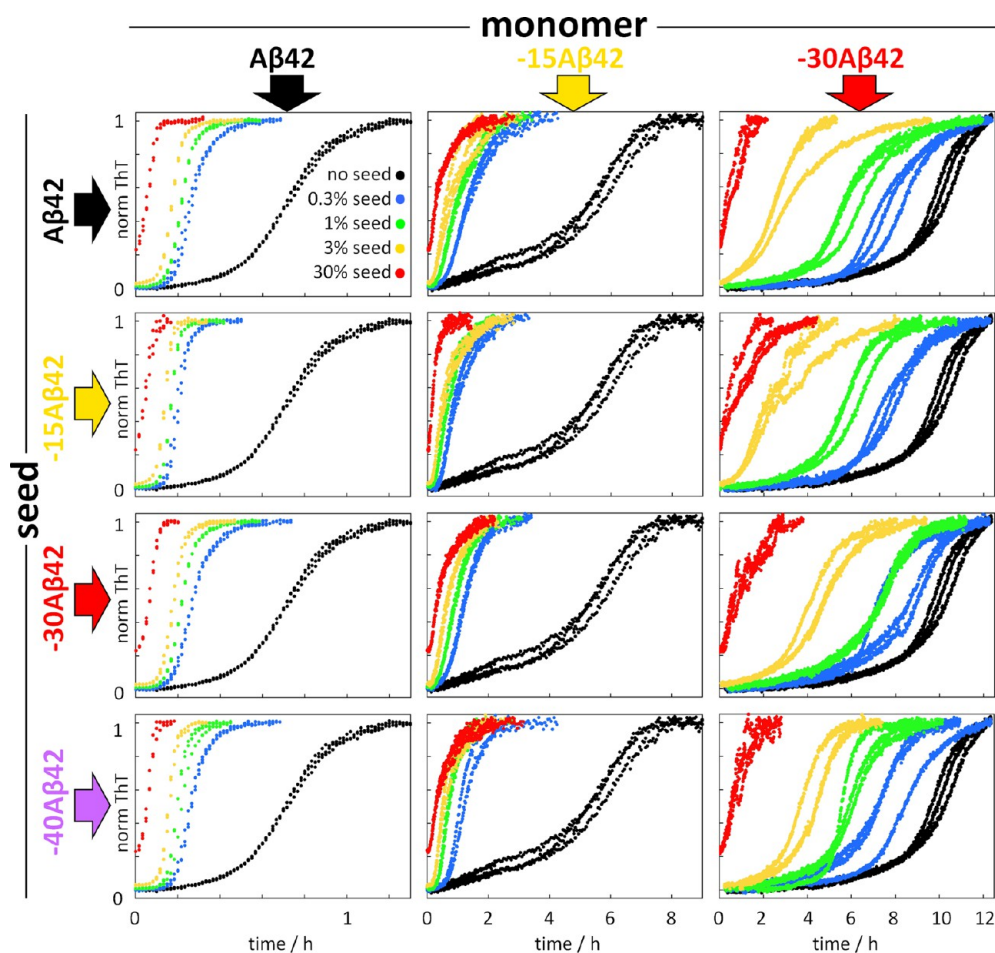 monomer
Aβ42
-15Aβ42
-30Aβ42
seed
Aβ42
norm ThT
1
0
no seed
0.3% seed
1% seed
3% seed
30% seed
-15Aβ42
norm ThT
1
0
-30Aβ42
norm ThT
1
0
-40Aβ42
norm ThT
1
0
0 1
0 2 4 6 8
0 2 4 6 8 10 12
time / h
time / h
time / h